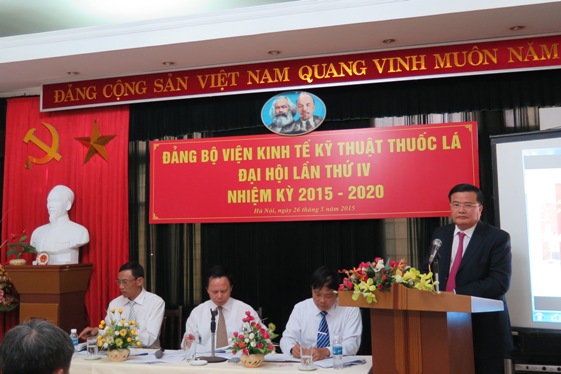 ĐẢNG CỘNG SẢN VIỆT NAM QUANG VINH MUÔN NĂM
ĐẢNG BỘ VIỆN KINH TẾ KỸ THUẬT THUỐC LÁ
ĐẠI HỘI LẦN THỨ IV
NHIỆM KỲ 2015 - 2020
Hà Nội, ngày 26 tháng 5 năm 2015